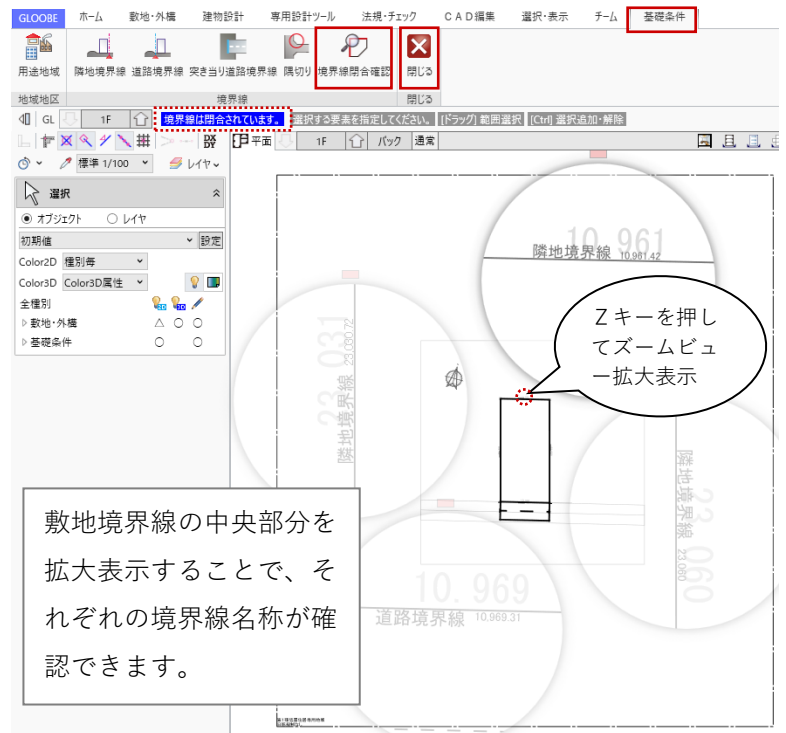 GLOOBE ホーム 敷地・外構 建物設計 専用設計ツール 法規・チェック ＣＡＤ編集 選択・表示 チーム 基礎条件
用途地域 隣地境界線 道路境界線 突き当り道路境界線 隅切り 境界線閉合確認 閉じる
地域地区 境界線 閉じる
GL 1F 境界線は閉合されています。 選択する要素を指定してください。 [ドラッグ] 範囲選択 [Ctrl] 選択追加・解除
平面 1F バック 通常
標準 1/100 レイヤ
選択
オブジェクト レイヤ
初期値 設定
Color2D 種別毎
Color3D Color3D属性
全種別 2D 3D
敷地・外構 △ ○ ○
基礎条件 ○ ○
10.961
隣地境界線 10,961.42
Ｚキーを押し
てズームビュ
ー拡大表示
23.031
隣地境界線 23,030.72
隣地境界線 23,060
23.060
10.969
道路境界線 10,969.31
敷地境界線の中央部分を
拡大表示することで、そ
れぞれの境界線名称が確
認できます。